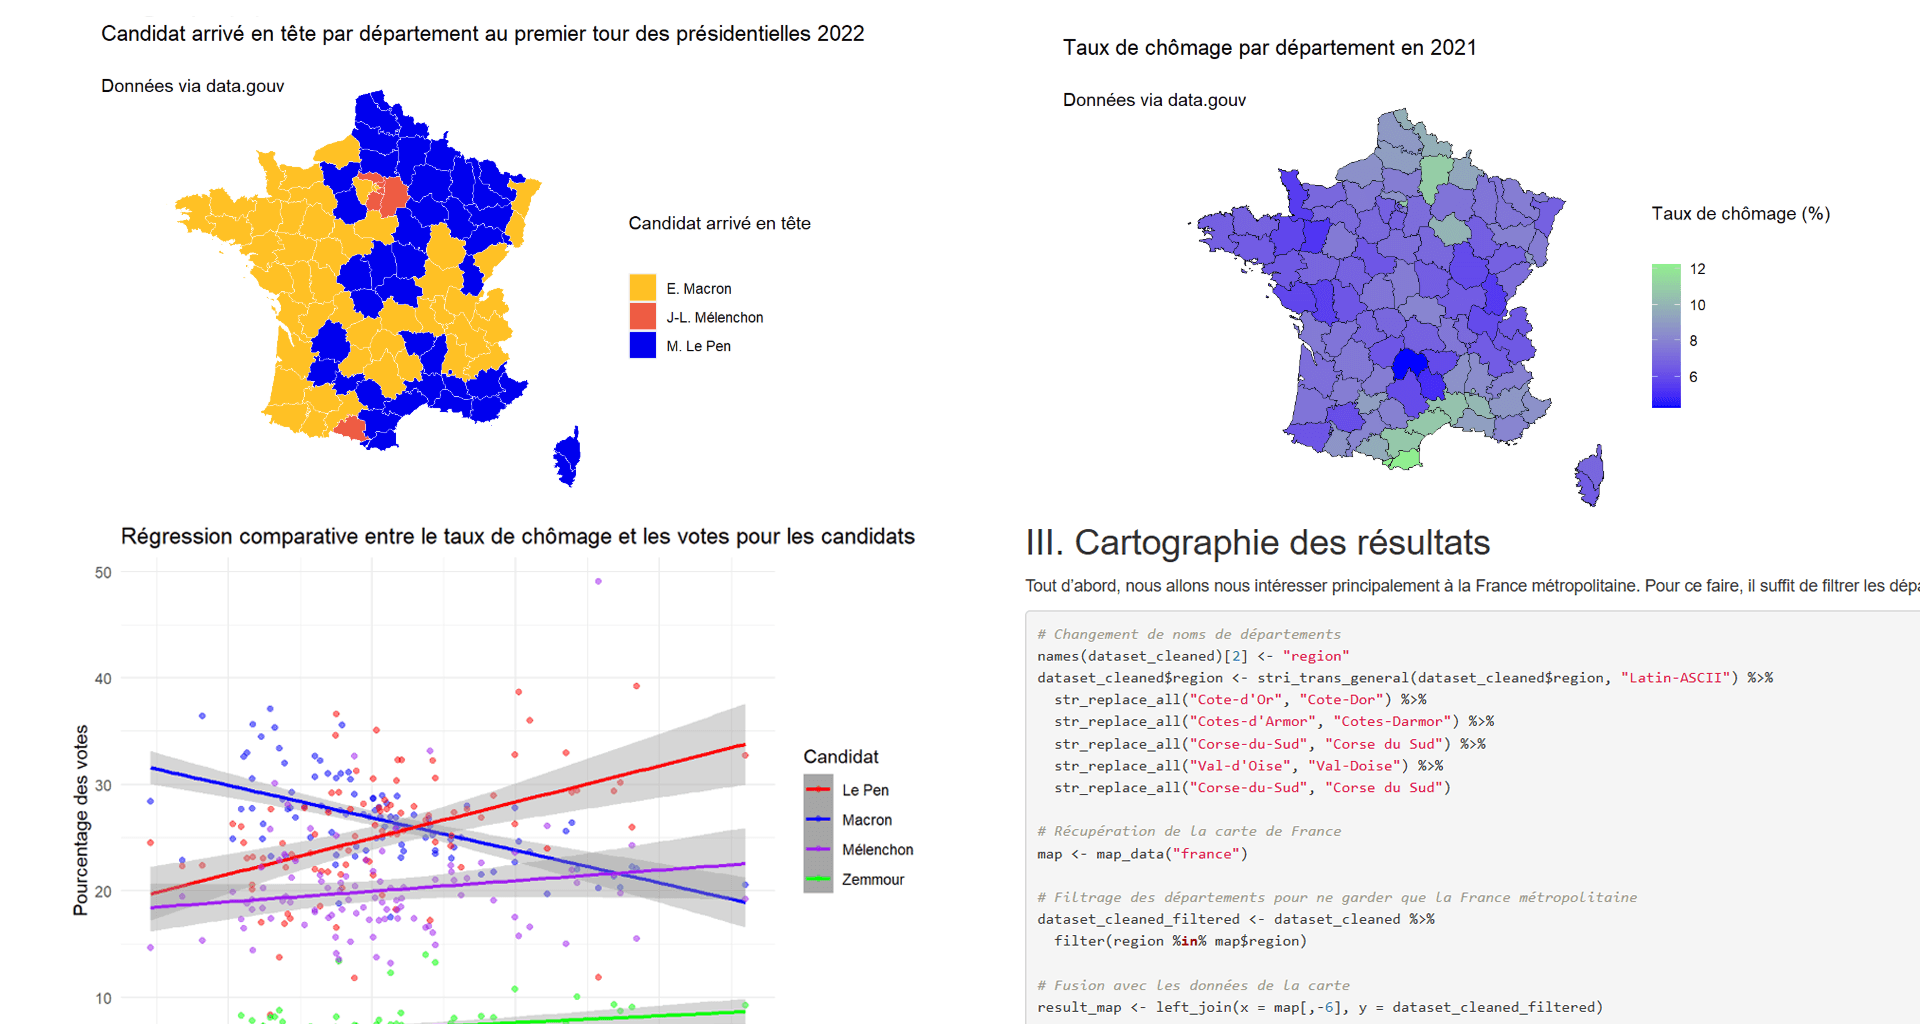 Candidat arrivé en tête par département au premier tour des présidentielles 2022
Données via data.gouv
Candidat arrivé en tête
E. Macron
J-L. Mélenchon
M. Le Pen
Taux de chômage par département en 2021
Données via data.gouv
Taux de chômage (%)
12
10
8
6
Régression comparative entre le taux de chômage et les votes pour les candidats
50
40
30
20
10
Pourcentage des votes
Candidat
Le Pen
Macron
Mélenchon
Zemmour
III. Cartographie des résultats
Tout d’abord, nous allons nous intéresser principalement à la France métropolitaine. Pour ce faire, il suffit de filtrer les dépa
# Changement de noms de départements
names(dataset_cleaned)[2] <- "region"
dataset_cleaned$region <- stri_trans_general(dataset_cleaned$region, "Latin-ASCII") %>%
  str_replace_all("Cote-d'Or", "Cote-Dor") %>%
  str_replace_all("Cotes-d'Armor", "Cotes-Darmor") %>%
  str_replace_all("Corse-du-Sud", "Corse du Sud") %>%
  str_replace_all("Val-d'Oise", "Val-Doise") %>%
  str_replace_all("Corse-du-Sud", "Corse du Sud")
# Récupération de la carte de France
map <- map_data("france")
# Filtrage des départements pour ne garder que la France métropolitaine
dataset_cleaned_filtered <- dataset_cleaned %>%
  filter(region %in% map$region)
# Fusion avec les données de la carte
result_map <- left_join(x = map[,-6], y = dataset_cleaned_filtered)